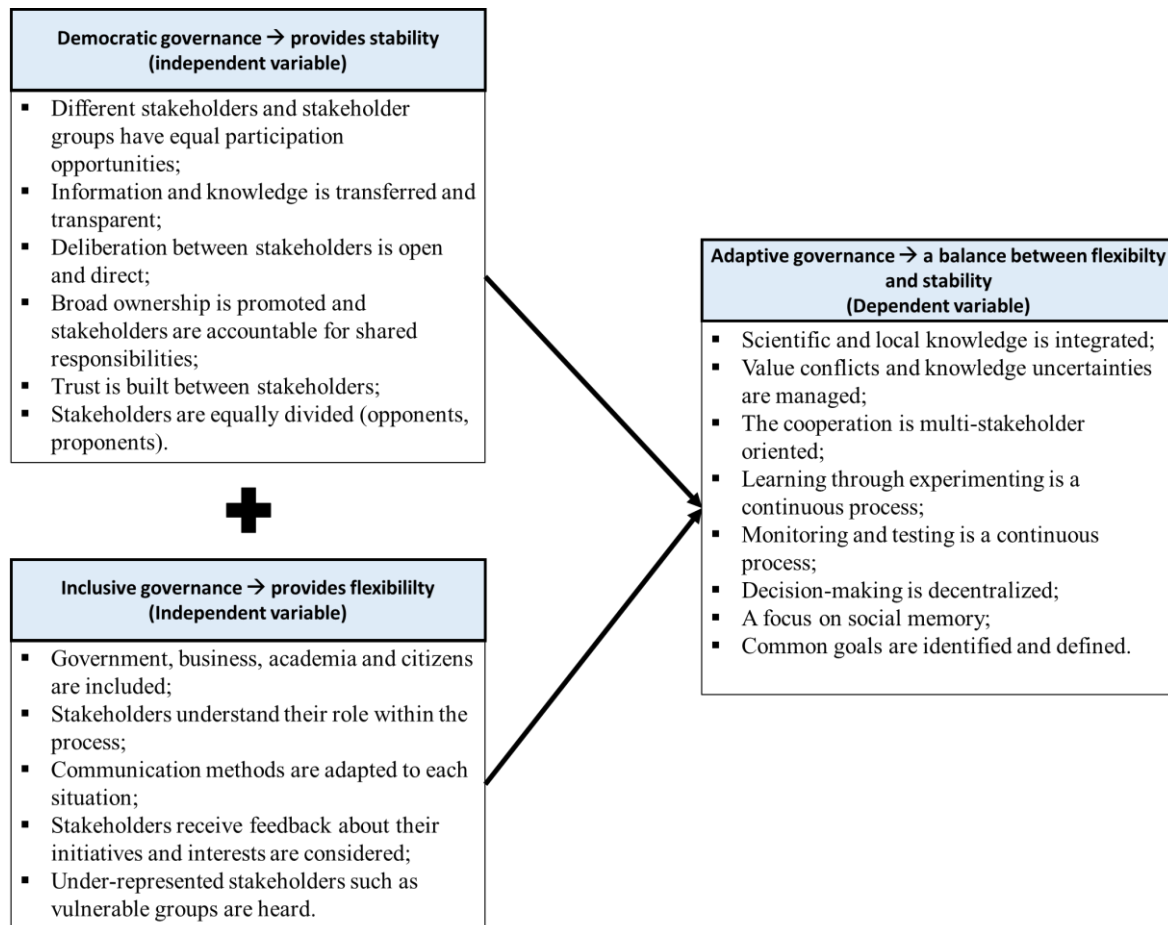 Democratic governance → provides stability
(independent variable)
▪ Different stakeholders and stakeholder
groups have equal participation
opportunities;
▪ Information and knowledge is transferred and
transparent;
▪ Deliberation between stakeholders is open
and direct;
▪ Broad ownership is promoted and
stakeholders are accountable for shared
responsibilities;
▪ Trust is built between stakeholders;
▪ Stakeholders are equally divided (opponents,
proponents).
Inclusive governance → provides flexibililty
(Independent variable)
▪ Government, business, academia and citizens
are included;
▪ Stakeholders understand their role within the
process;
▪ Communication methods are adapted to each
situation;
▪ Stakeholders receive feedback about their
initiatives and interests are considered;
▪ Under-represented stakeholders such as
vulnerable groups are heard.
Adaptive governance → a balance between flexibilty
and stability
(Dependent variable)
▪ Scientific and local knowledge is integrated;
▪ Value conflicts and knowledge uncertainties
are managed;
▪ The cooperation is multi-stakeholder
oriented;
▪ Learning through experimenting is a
continuous process;
▪ Monitoring and testing is a continuous
process;
▪ Decision-making is decentralized;
▪ A focus on social memory;
▪ Common goals are identified and defined.